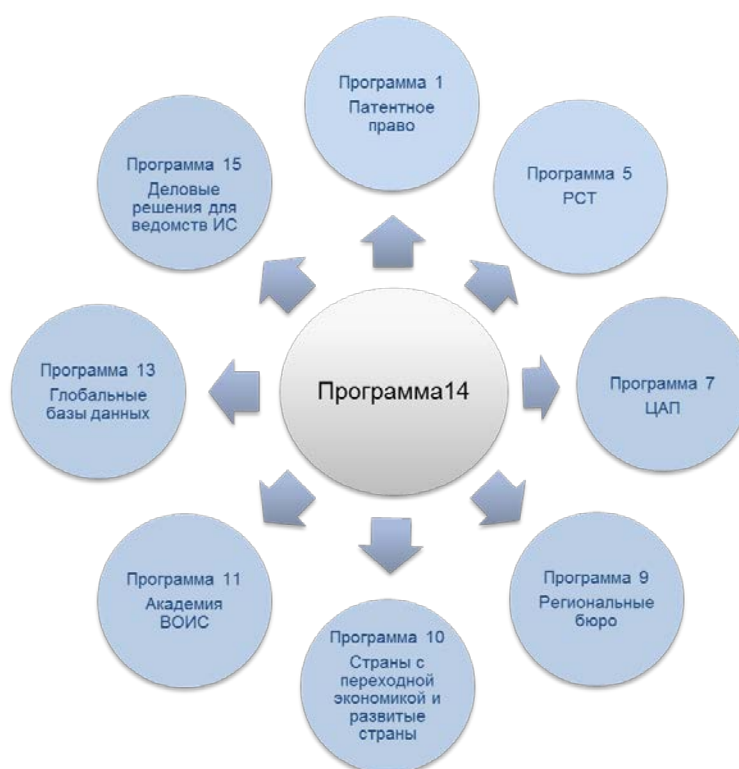 Программа 1
Патентное
право
Программа 5
PCT
Программа 7
ЦАП
Программа 9
Региональные
бюро
Программа 10
Страны с
переходной
экономикой и
развитые
страны
Программа 11
Академия
ВОИС
Программа 13
Глобальные
базы данных
Программа 15
Деловые
решения для
ведомств ИС
Программа14